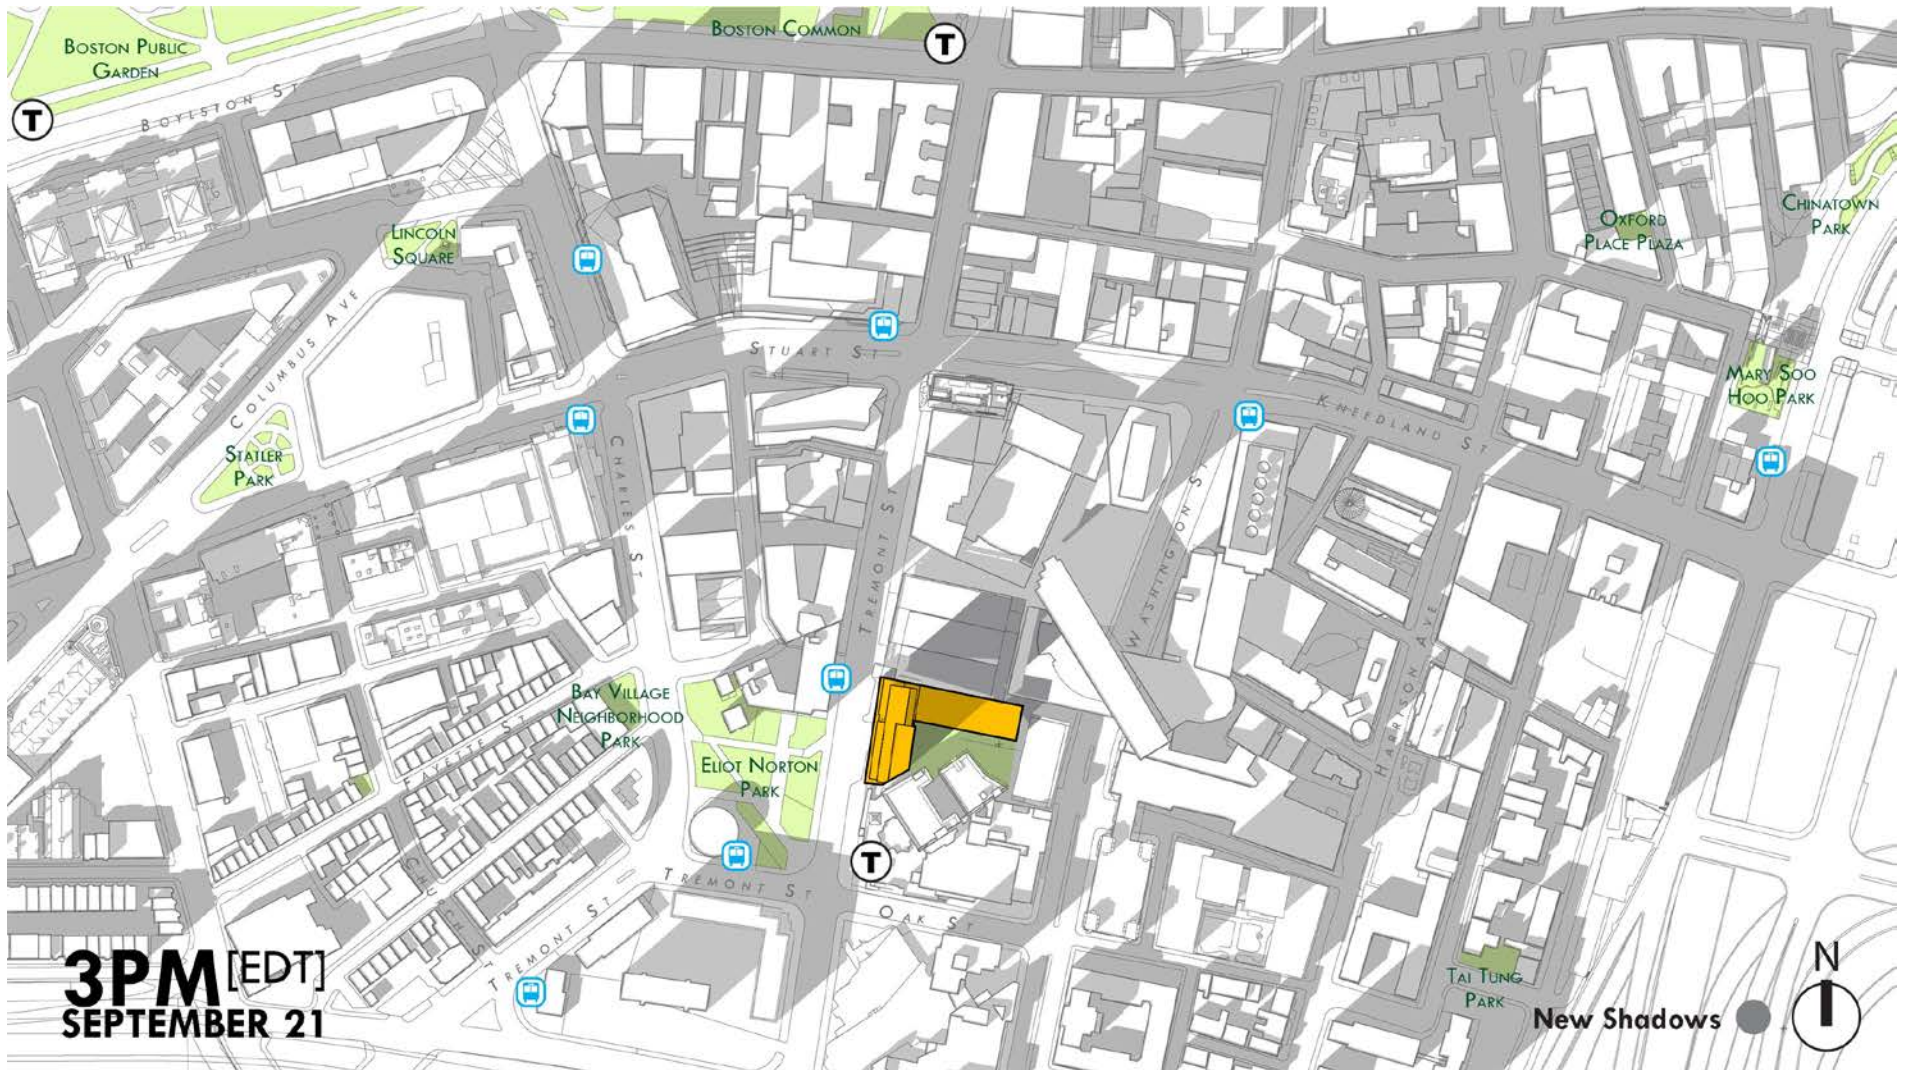 BOSTON COMMON
BOSTON PUBLIC
GARDEN
T
T
BOYLSTON ST
LINCOLN
SQUARE
CHINATOWN
PARK
OXFORD
PLACE PLAZA
COLUMBUS AVE
STUART ST
MARY SOO
HOO PARK
KNEEDLAND ST
STATLER
PARK
CHARLES ST
TREMONT ST
WASHINGTON ST
HARRISON AVE
BAY VILLAGE
NEIGHBORHOOD
PARK
FAYETTE ST
ELIOT NORTON
PARK
T
CHURCH ST
TREMONT ST
OAK ST
TREMONT ST
3PM [EDT]
SEPTEMBER 21
TAI TUNG
PARK
N
New Shadows